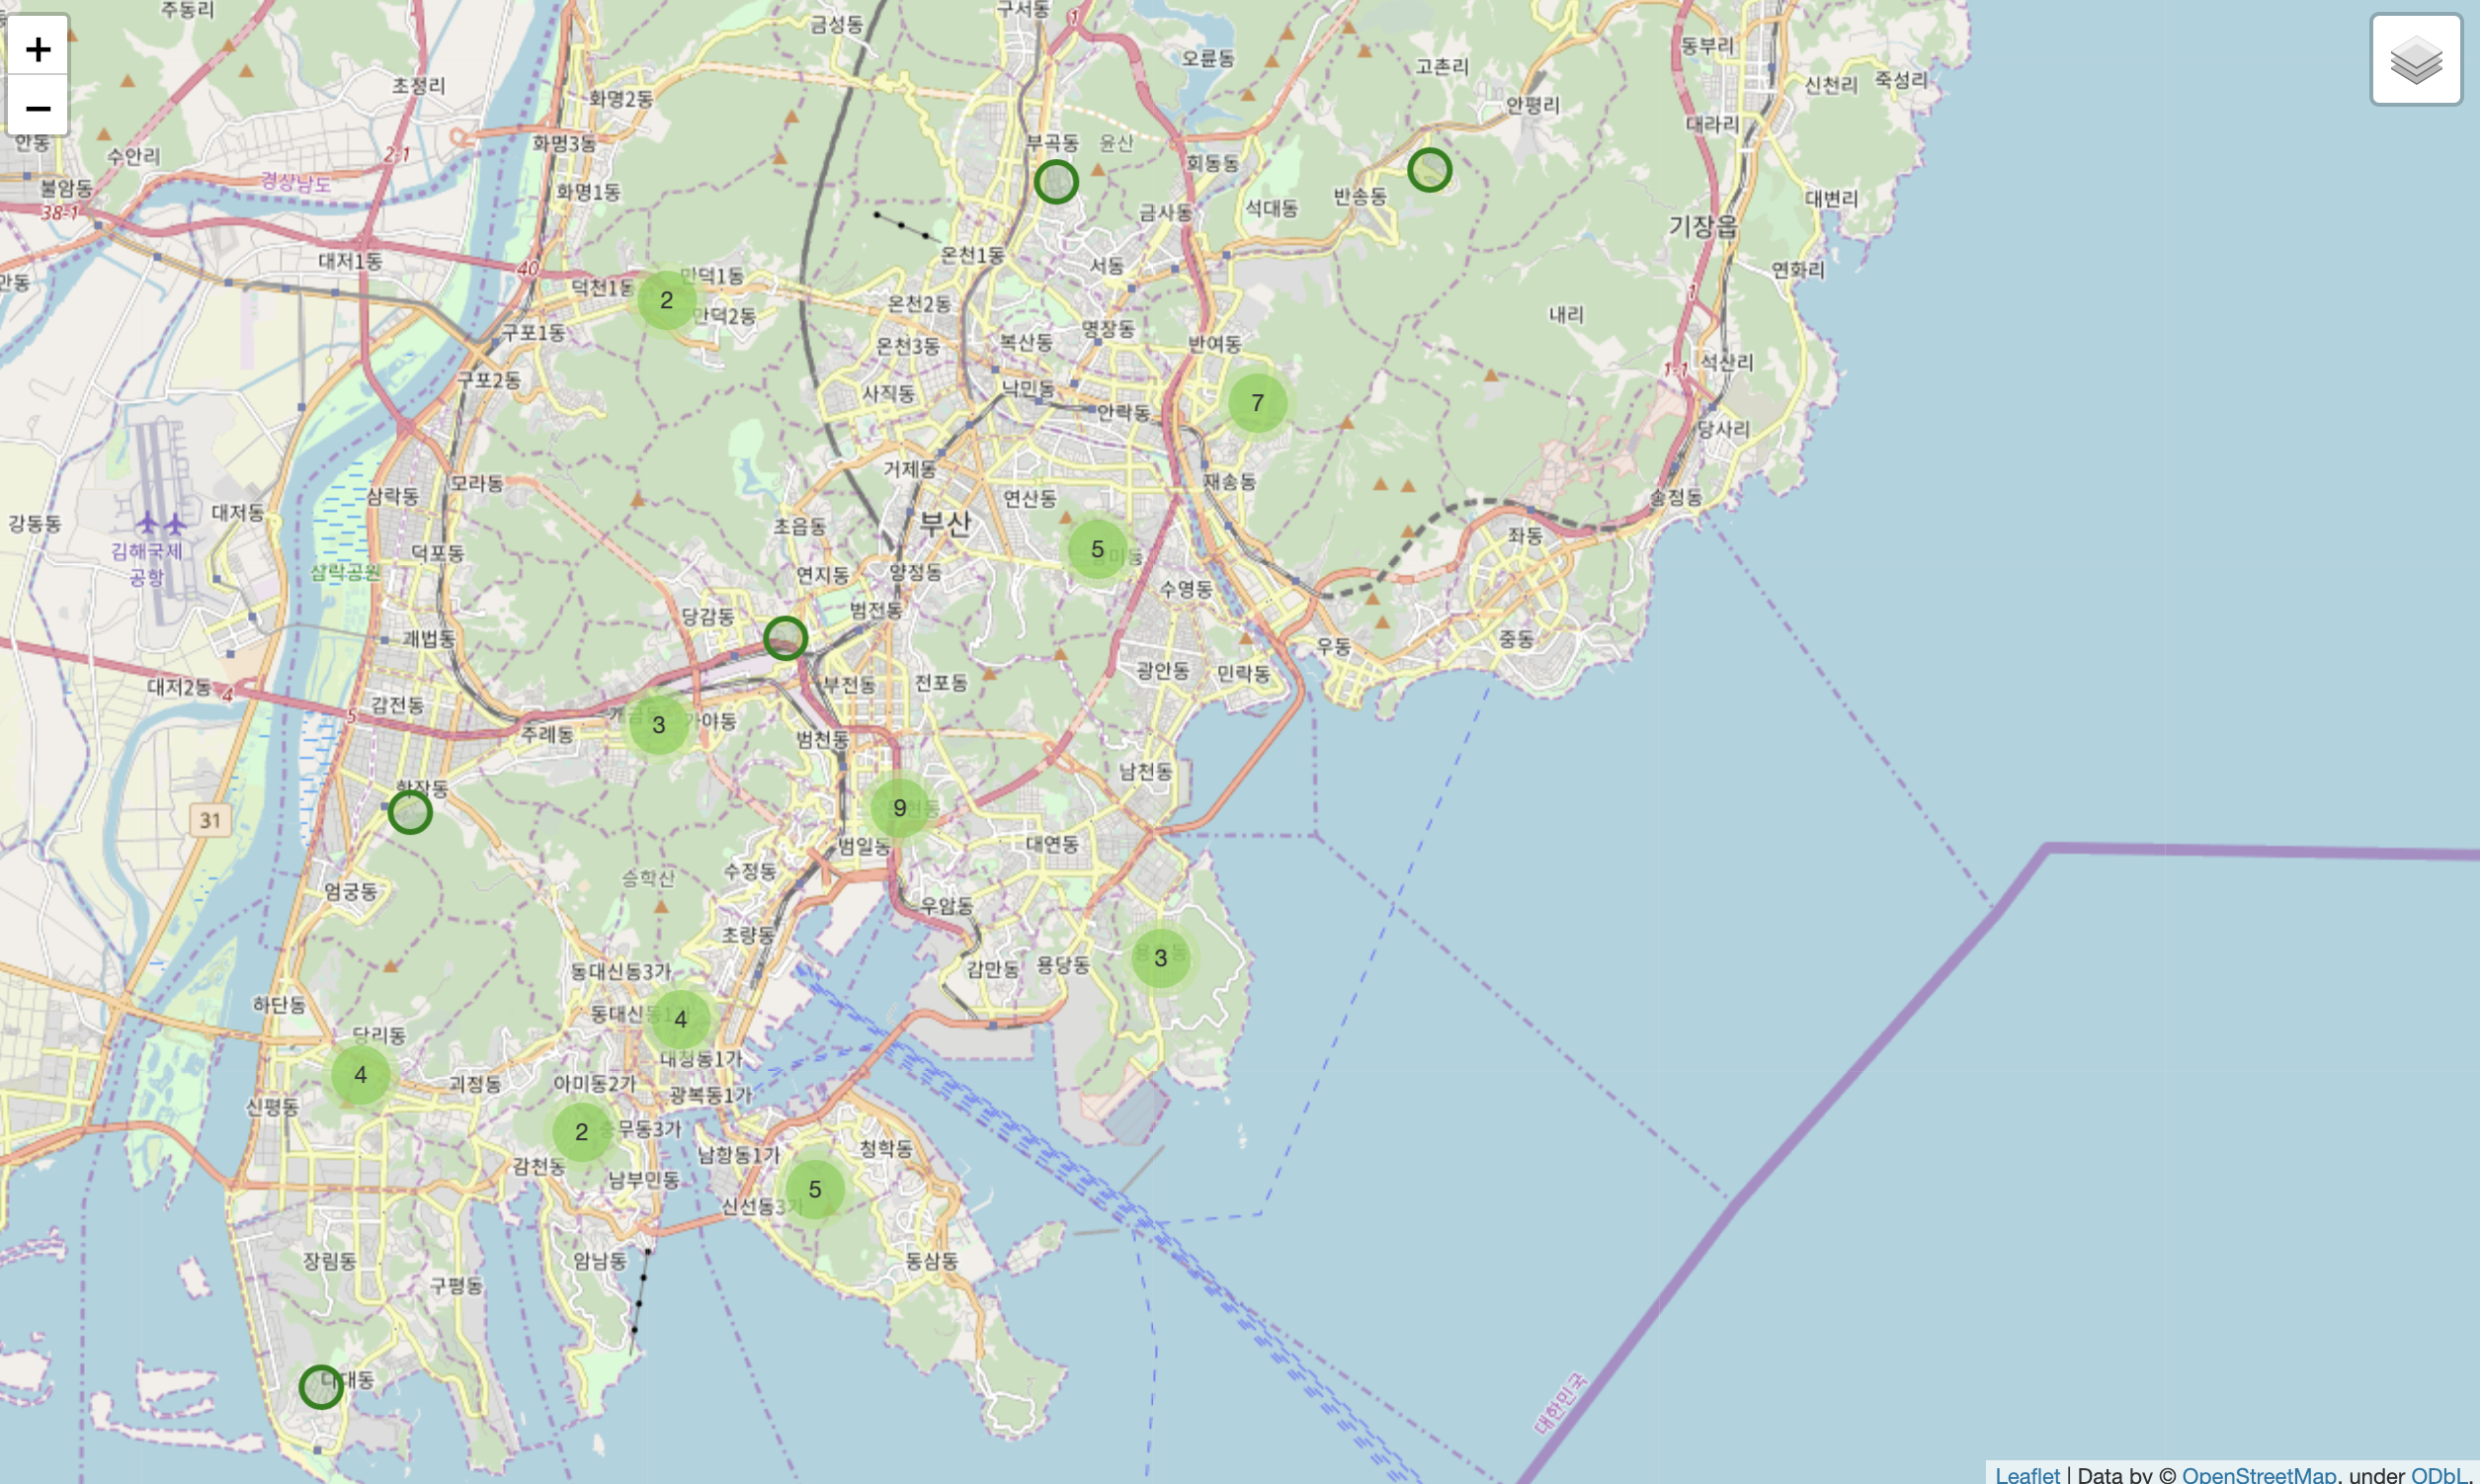 주동리
금성동
구서동
1
오륜동
고촌리
동부리
신천리
죽성리
+
−
초정리
화명2동
안평리
대라리
안동
수안리
2-1
화명3동
부곡동
윤산
회동동
불암동
경상남도
화명1동
38-1
금사동
석대동
반송동
대변리
기장읍
대저1동
40
온천1동
서동
연화리
만덕1동
덕천1동
2
만덕2동
온천2동
1
내리
구포1동
온천3동
복산동
명장동
반여동
석산리
1-1
구포2동
사직동
낙민동
안락동
7
당사리
거제동
모라동
삼락동
연산동
재송동
송정동
강동동
대저동
초읍동
부산
좌동
김해국제
공항
덕포동
삼락공원
5
연지동
양정동
수영동
당감동
범전동
괘법동
우동
중동
대저2동
4
감전동
5
부전동
전포동
광안동
민락동
3
가야동
주례동
범천동
남천동
31
9
범일동
대연동
수정동
승학산
엄궁동
우암동
초량동
3
동대신동3가
감만동
용당동
하단동
4
당리동
대청동1가
4
괴정동
아미동2가
광복동1가
신평동
2
청학동
감천동
남항동1가
남부민동
5
신선동3가
장림동
암남동
동삼동
구평동
다대동
대한민국
Leaflet | Data by © OpenStreetMap, under ODbL.